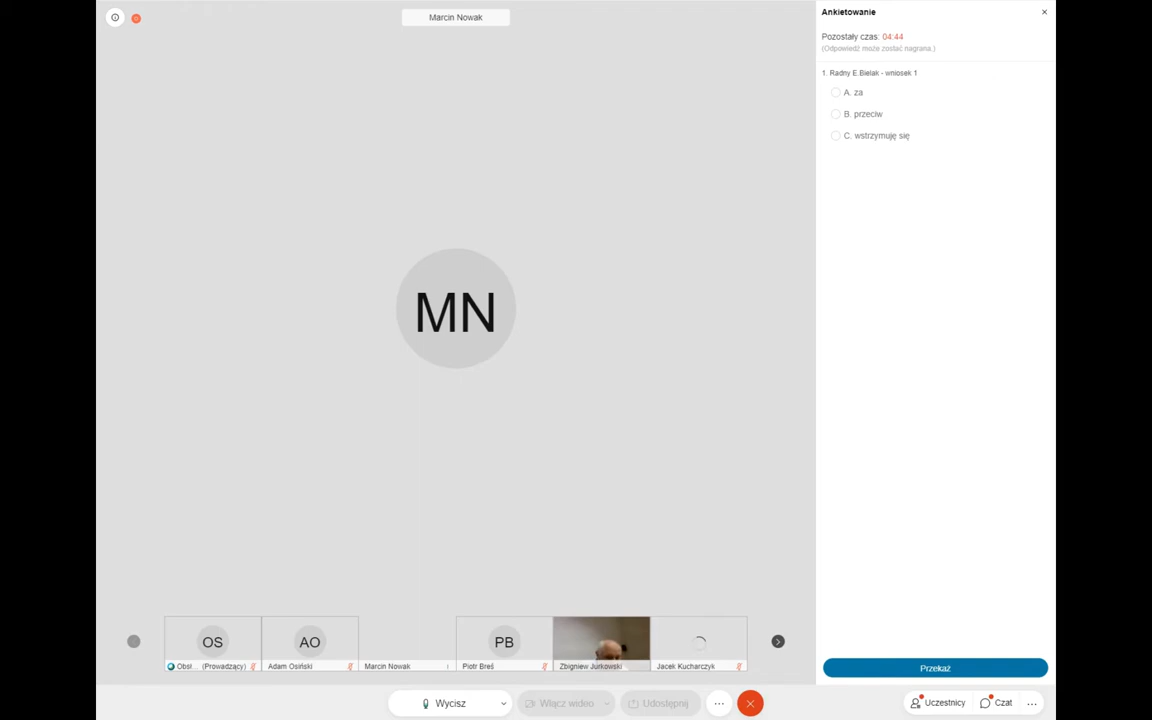 Marcin Nowak
Ankietowanie
Pozostały czas: 04:44
(Odpowiedź może zostać nagrana.)
1. Radny E.Bielak - wniosek 1
A. za
B. przeciw
C. wstrzymuję się
MN
OS
AO
PB
Obsł... (Prowadzący)
Adam Osiński
Marcin Nowak
Piotr Breś
Zbigniew Jurkowski
Jacek Kucharczyk
Przekaż
Wycisz
Włącz wideo
Udostępnij
Uczestnicy
Czat